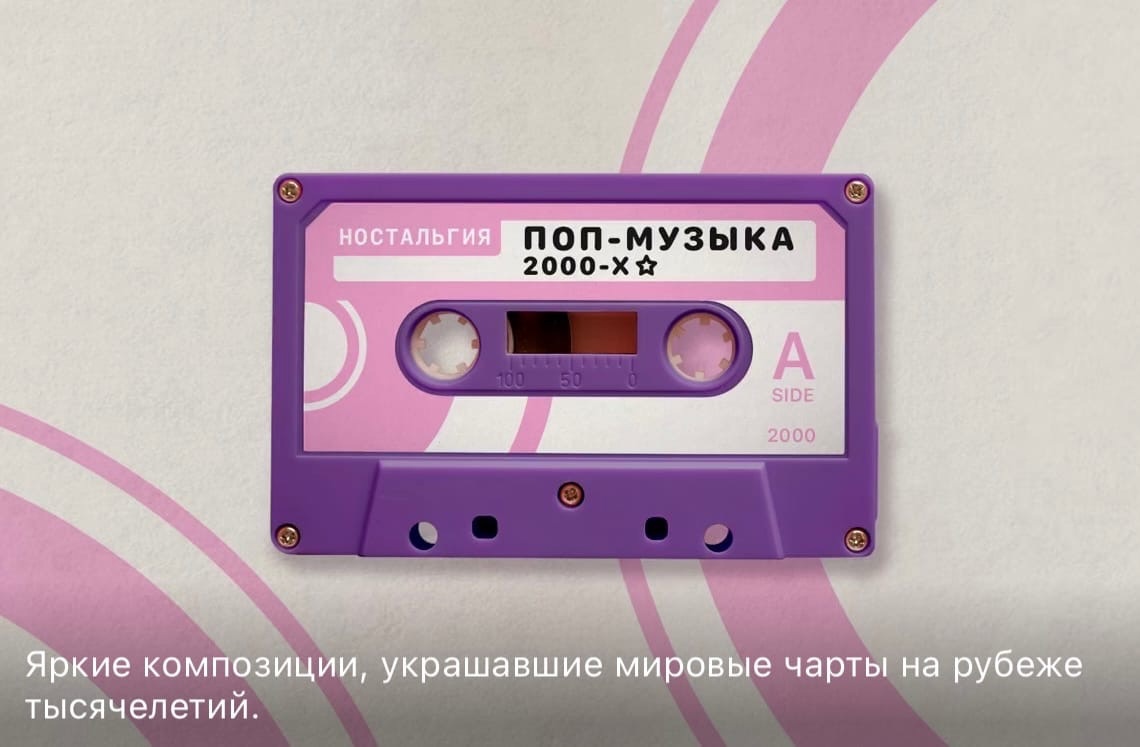 НОСТАЛЬГИЯ
ПОП-МУЗЫКА
2000-Х
100 50 0
A
SIDE
2000
Яркие композиции, украшавшие мировые чарты на рубеже
тысячелетий.